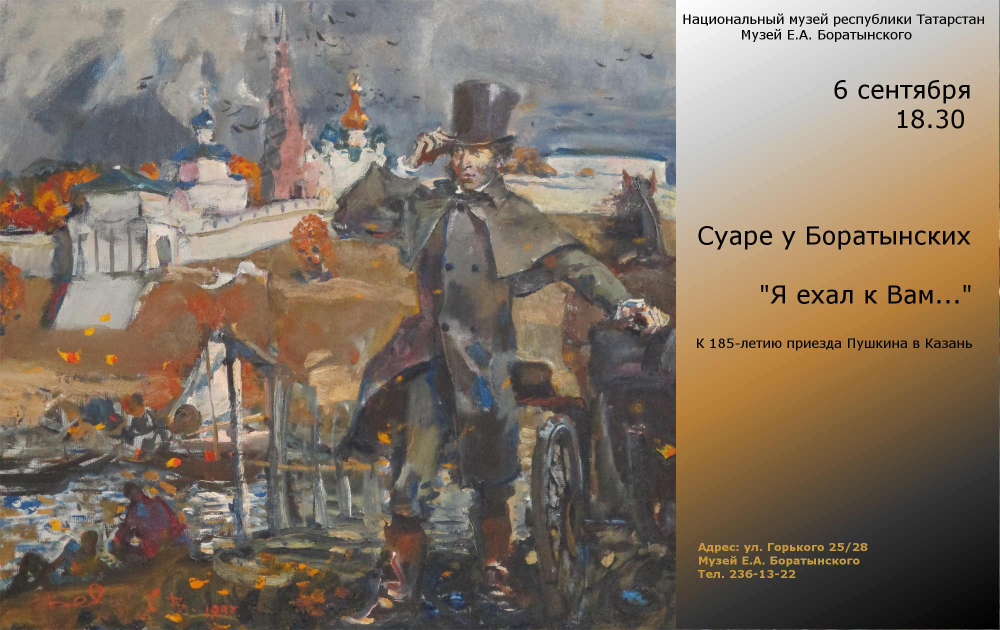 Национальный музей республики Татарстан
Музей Е.А. Боратынского
6 сентября
18.30
Суаре у Боратынских
"Я ехал к Вам..."
К 185-летию приезда Пушкина в Казань
Адрес: ул. Горького 25/28
Музей Е.А. Боратынского
Тел. 236-13-22